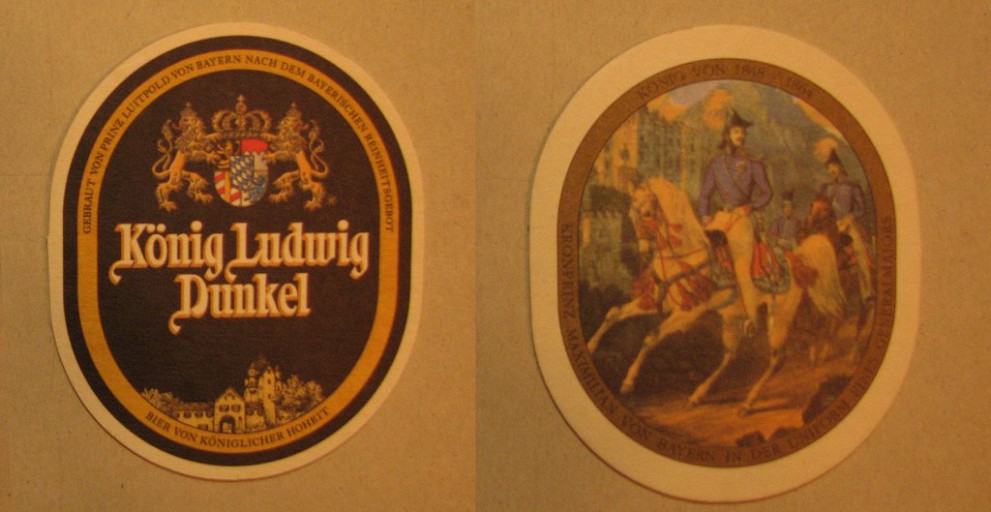 GEBRAUT VON PRINZ LUITPOLD VON BAYERN NACH DEM BAYERISCHEN REINHEITSGEBOT
König Ludwig
Dunkel
BIER VON KÖNIGLICHER HOHEIT
KÖNIG VON 1848 - 1864
KRONPRINZ MAXIMILIAN VON BAYERN IN DER UNIFORM EINES GENERALMAJORS